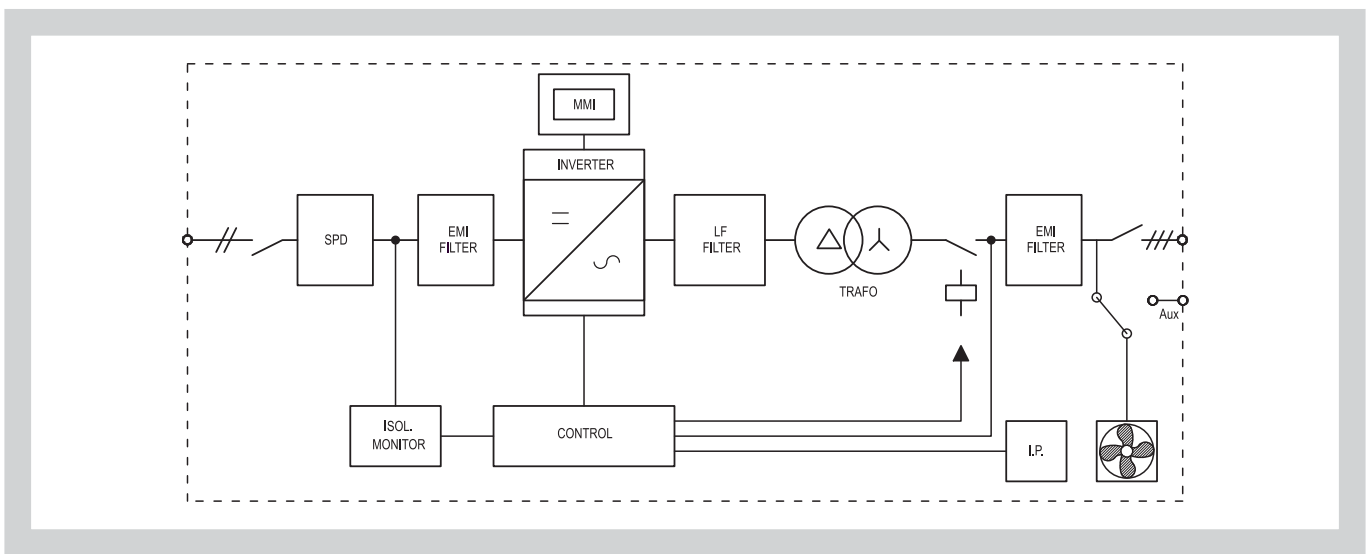 MMI
INVERTER
SPD
EMI
FILTER
LF
FILTER
TRAFO
EMI
FILTER
Aux
ISOL.
MONITOR
CONTROL
I.P.